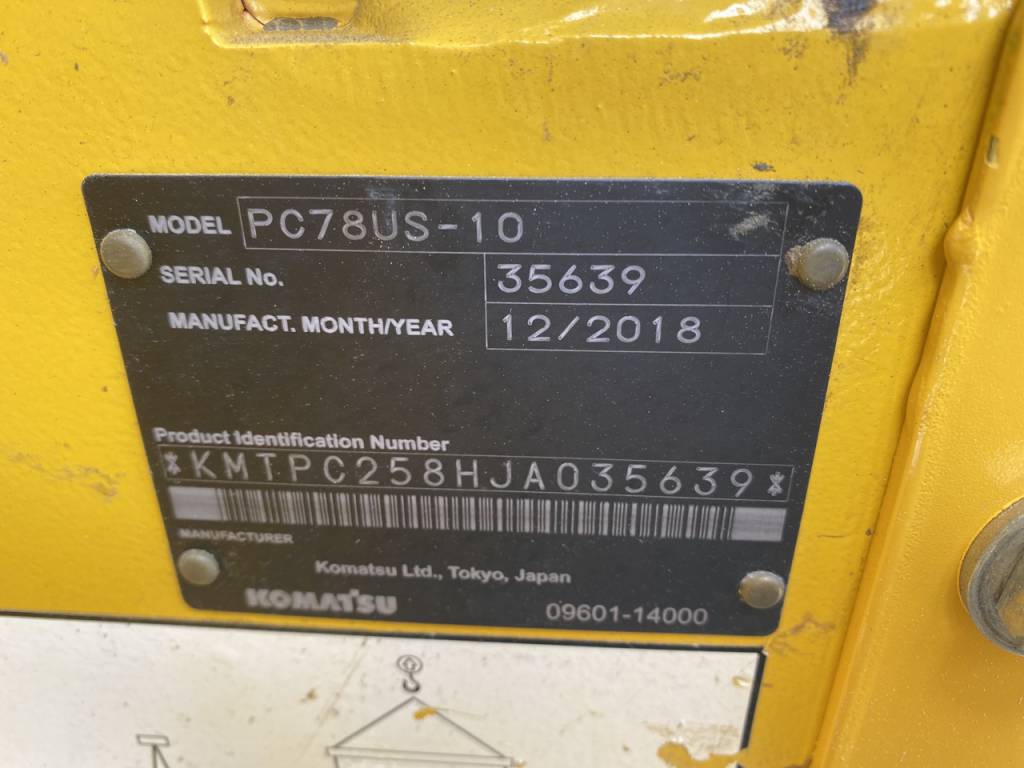 MODEL PC78US-10
SERIAL No. 35639
MANUFACT. MONTH/YEAR 12/2018
Product Identification Number
*KMTPC258HJA035639*
MANUFACTURER
Komatsu Ltd., Tokyo, Japan
KOMATSU 09601-14000